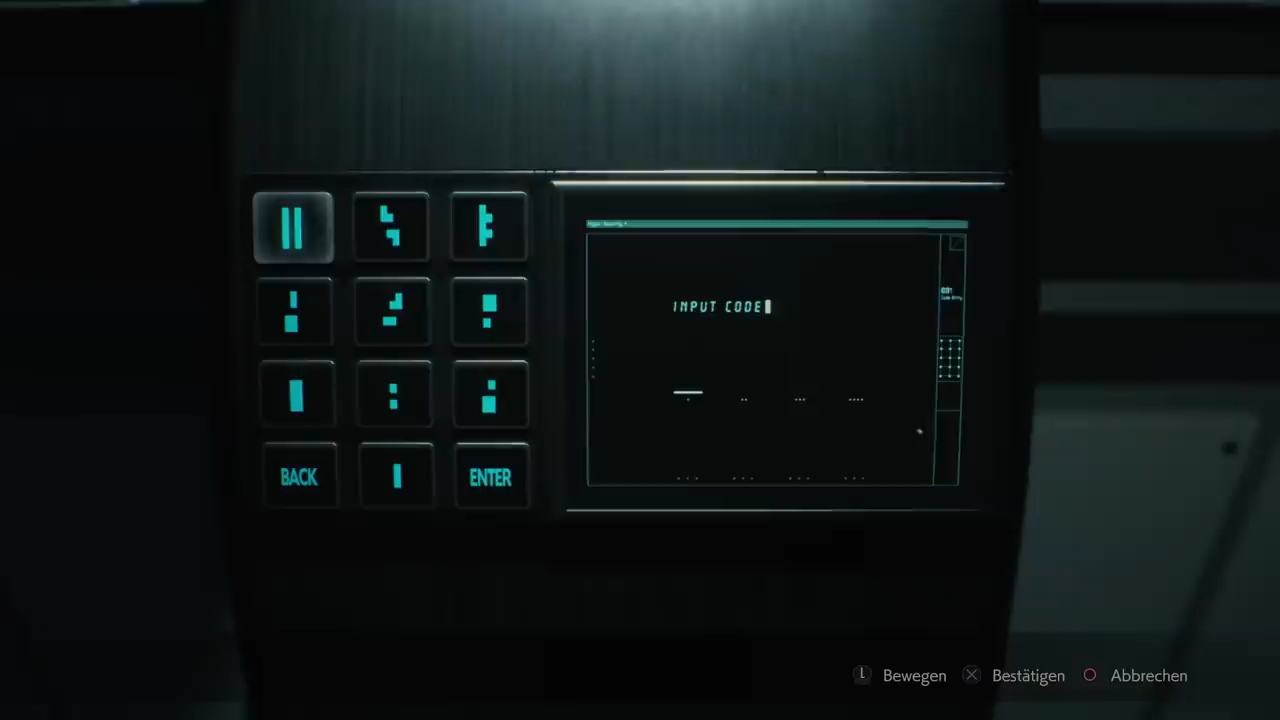 INPUT CODE
BACK
ENTER
Bewegen
Bestätigen
Abbrechen